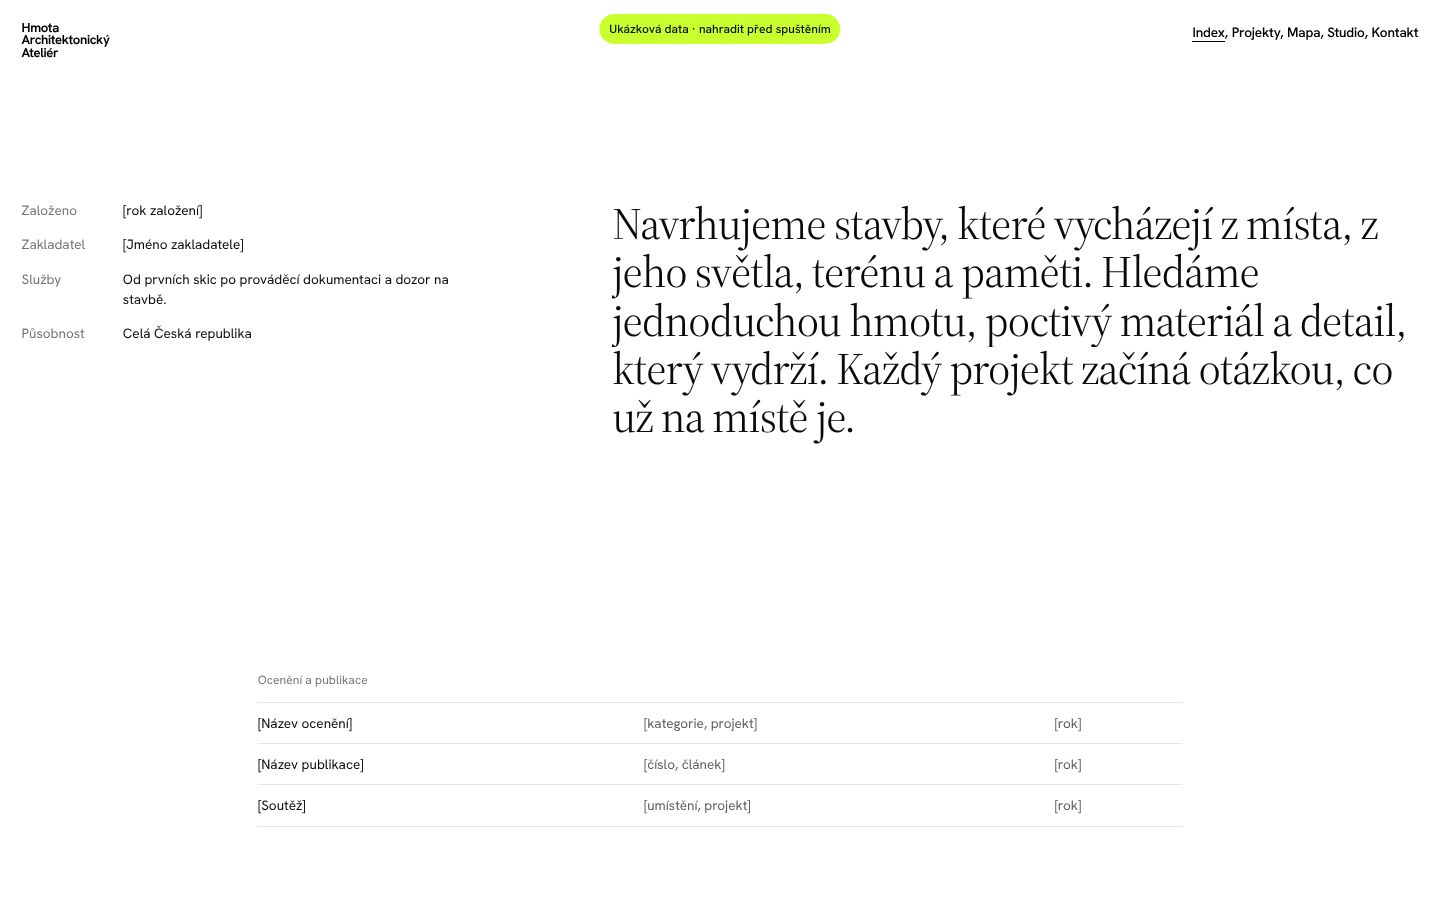 Hmota
Architektonický
Ateliér
Ukázková data · nahradit před spuštěním
Index, Projekty, Mapa, Studio, Kontakt
Založeno [rok založení]
Zakladatel [Jméno zakladatele]
Služby Od prvních skic po prováděcí dokumentaci a dozor na
stavbě.
Působnost Celá Česká republika
Navrhujeme stavby, které vycházejí z místa, z
jeho světla, terénu a paměti. Hledáme
jednoduchou hmotu, poctivý materiál a detail,
který vydrží. Každý projekt začíná otázkou, co
už na místě je.
Ocenění a publikace
[Název ocenění] [kategorie, projekt] [rok]
[Název publikace] [číslo, článek] [rok]
[Soutěž] [umístění, projekt] [rok]